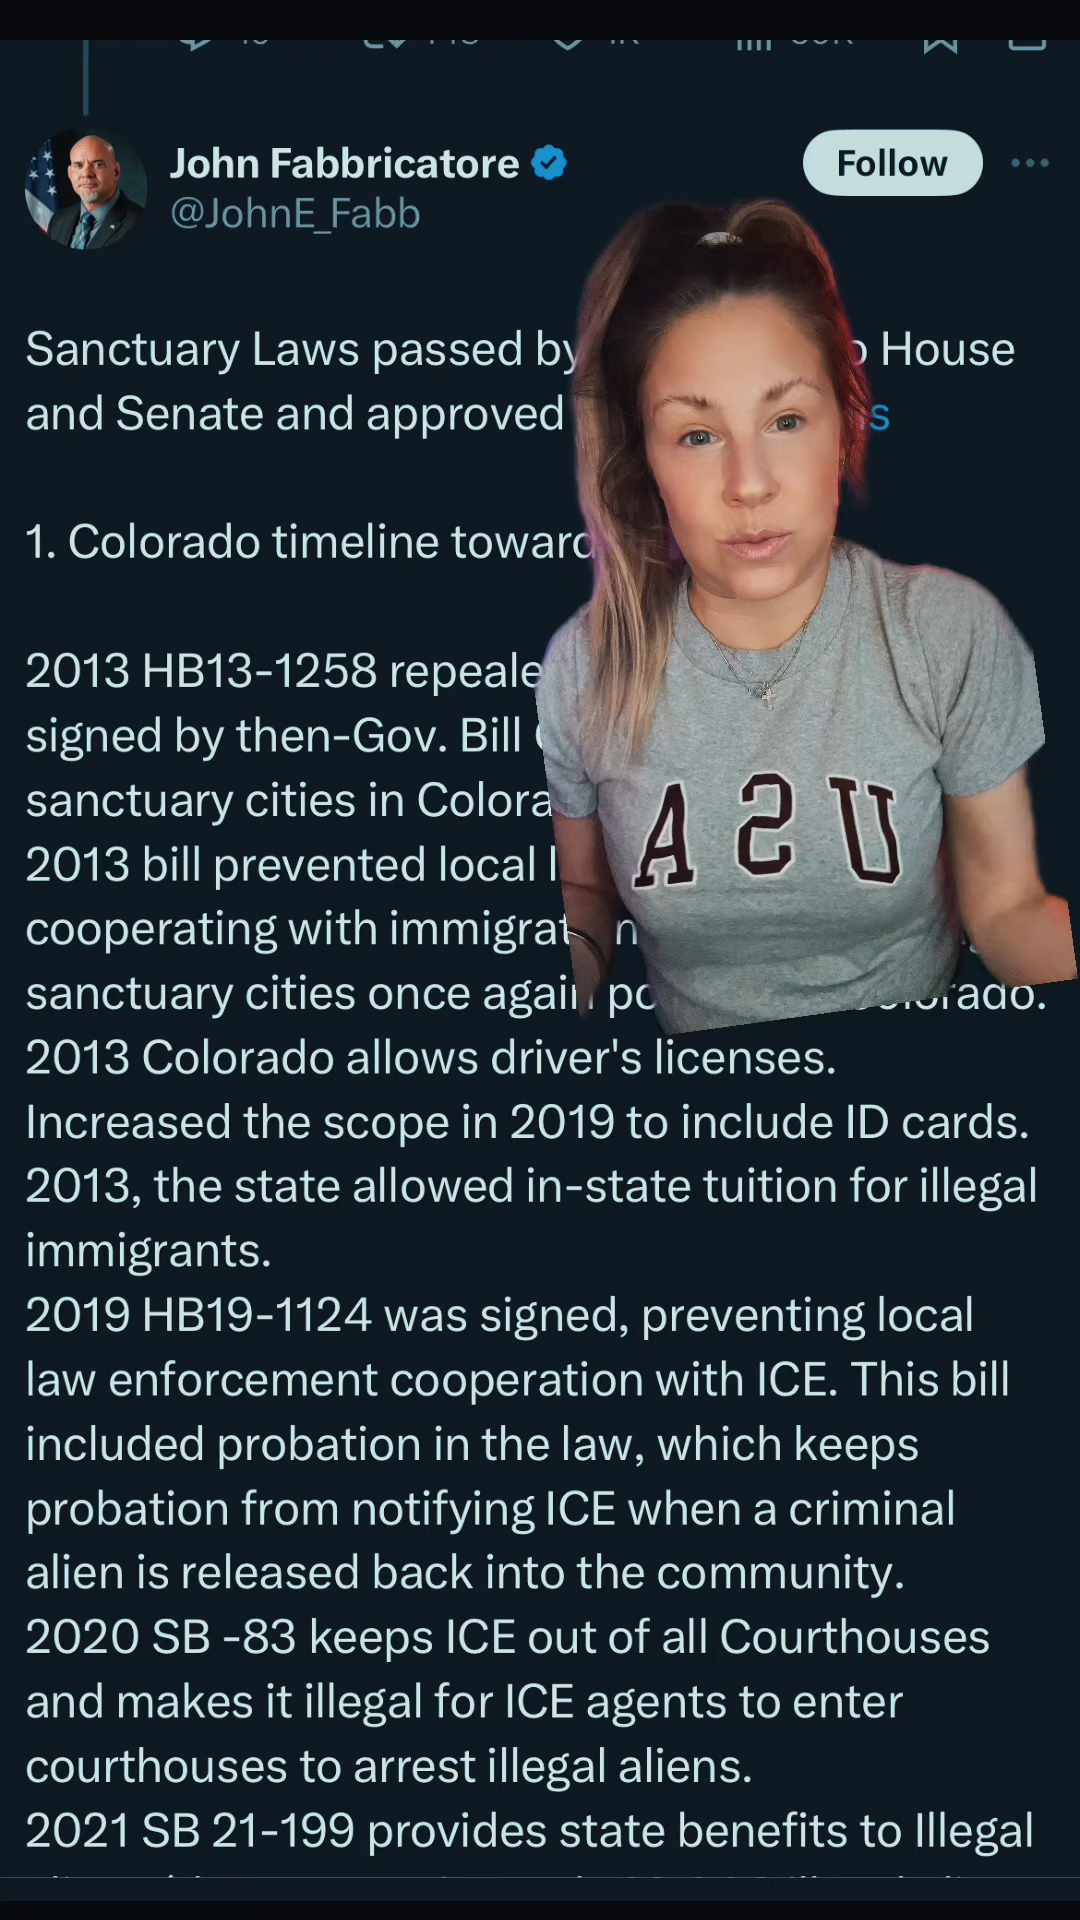 John Fabbricatore
@JohnE_Fabb
Follow
Sanctuary Laws passed by House
and Senate and approved
1. Colorado timeline toward
2013 HB13-1258
signed by then-Gov. Bill
sanctuary cities in
2013 bill prevented local
cooperating with
sanctuary cities once again
2013 Colorado allows driver's licenses.
Increased the scope in 2019 to include ID cards.
2013, the state allowed in-state tuition for illegal
immigrants.
2019 HB19-1124 was signed, preventing local
law enforcement cooperation with ICE. This bill
included probation in the law, which keeps
probation from notifying ICE when a criminal
alien is released back into the community.
2020 SB -83 keeps ICE out of all Courthouses
and makes it illegal for ICE agents to enter
courthouses to arrest illegal aliens.
2021 SB 21-199 provides state benefits to Illegal
USA